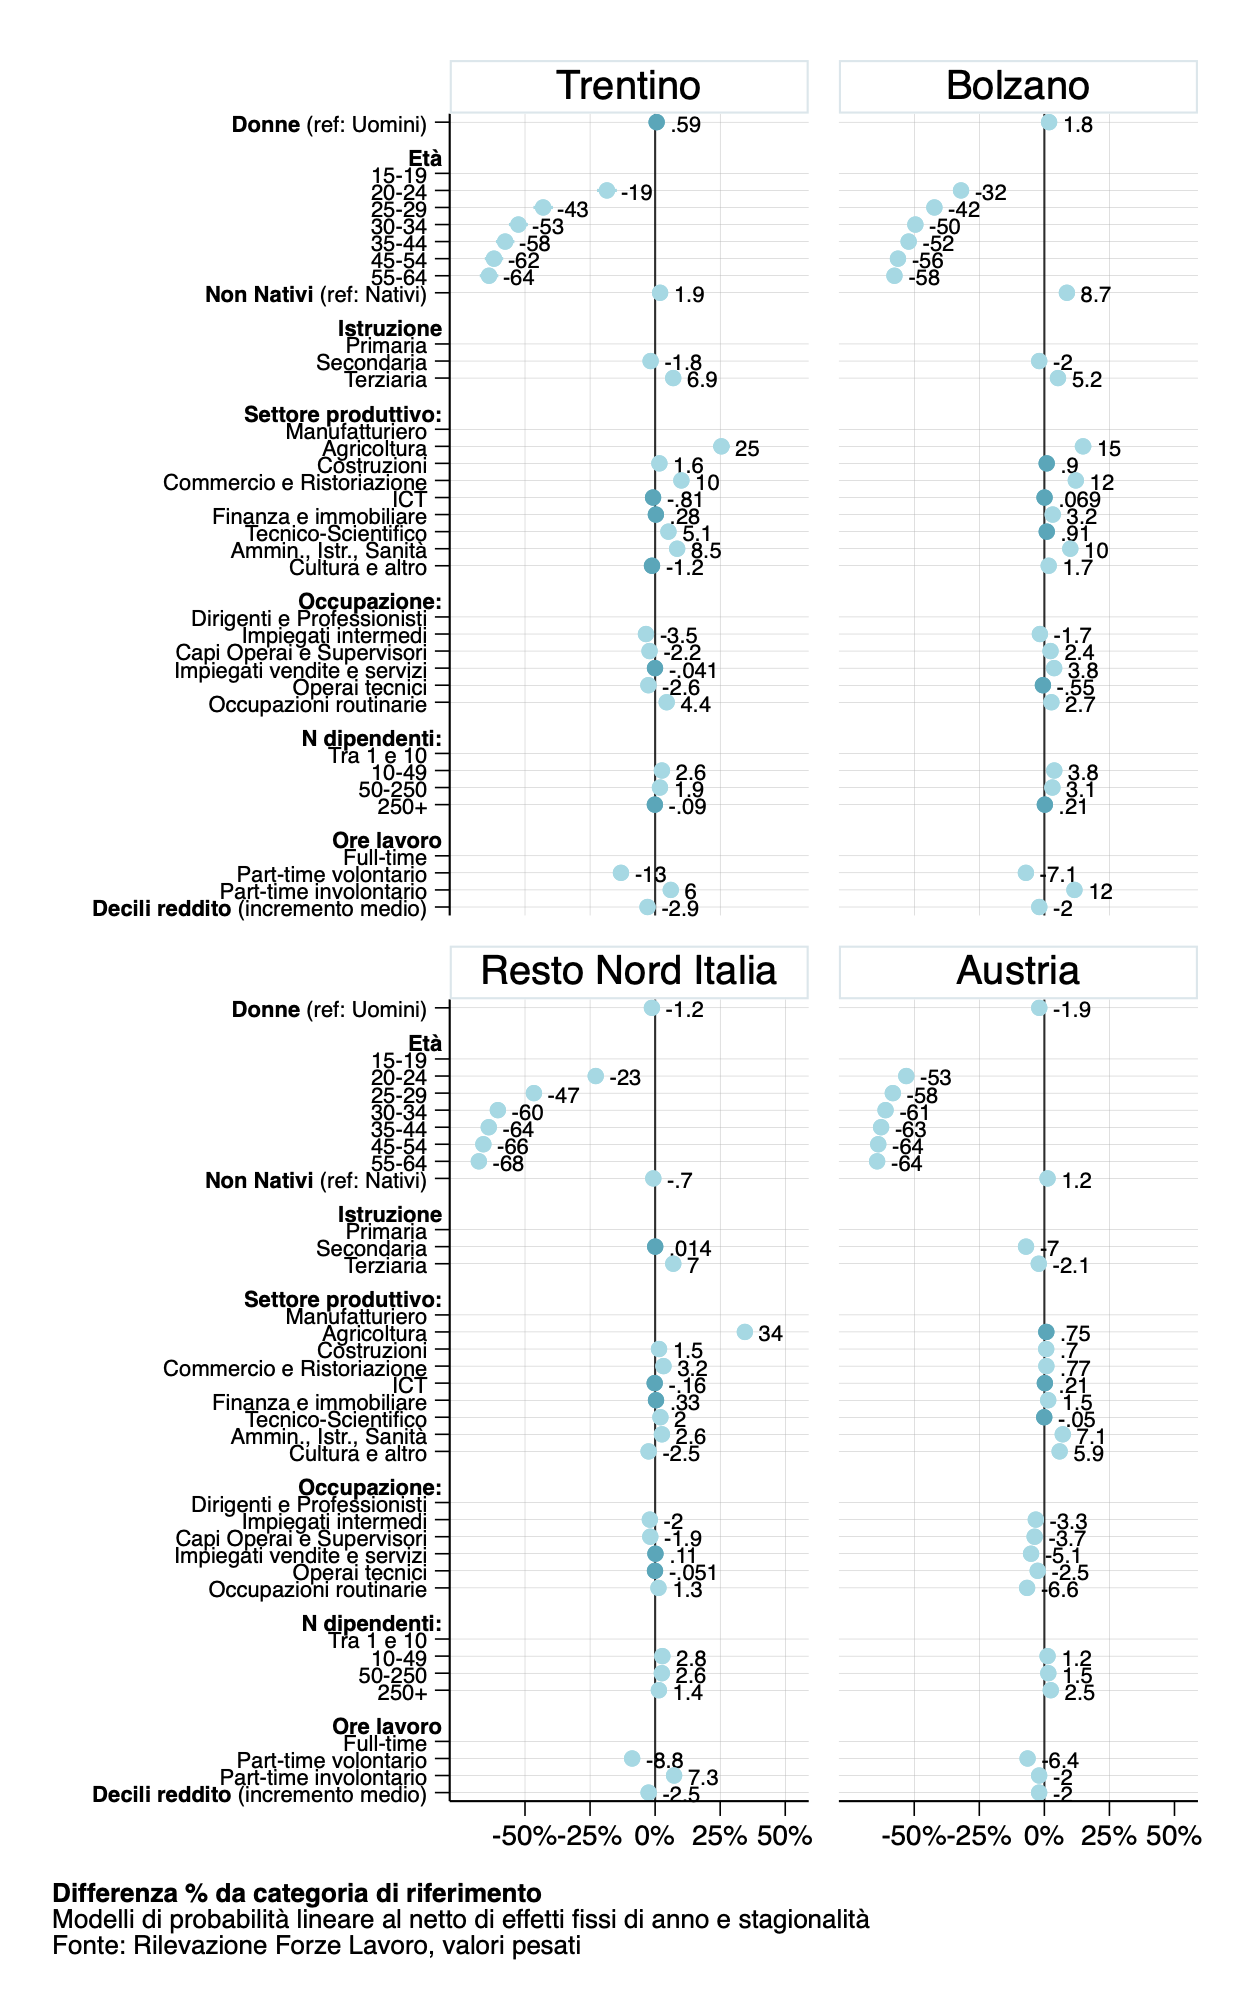 Trentino Bolzano
Donne (ref: Uomini) .59 1.8
Età
15-19
20-24 -19 -32
25-29 -43 -42
30-34 -53 -50
35-44 -58 -52
45-54 -62 -56
55-64 -64 -58
Non Nativi (ref: Nativi) 1.9 8.7
Istruzione
Primaria
Secondaria -1.8 -2
Terziaria 6.9 5.2
Settore produttivo:
Manufatturiero
Agricoltura 25 15
Costruzioni 1.6 .9
Commercio e Ristoriazione 10 12
ICT -.81 .069
Finanza e immobiliare .28 3.2
Tecnico-Scientifico 5.1 .91
Ammin., Istr., Sanità 8.5 10
Cultura e altro -1.2 1.7
Occupazione:
Dirigenti e Professionisti
Impiegati intermedi -3.5 -1.7
Capi Operai e Supervisori -2.2 2.4
Impiegati vendite e servizi -.041 3.8
Operai tecnici -2.6 -.55
Occupazioni routinarie 4.4 2.7
N dipendenti:
Tra 1 e 10
10-49 2.6 3.8
50-250 1.9 3.1
250+ -.09 .21
Ore lavoro
Full-time
Part-time volontario -13 -7.1
Part-time involontario 6 12
Decili reddito (incremento medio) -2.9 -2
Resto Nord Italia Austria
Donne (ref: Uomini) -1.2 -1.9
Età
15-19
20-24 -23 -53
25-29 -47 -58
30-34 -60 -61
35-44 -64 -63
45-54 -66 -64
55-64 -68 -64
Non Nativi (ref: Nativi) -.7 1.2
Istruzione
Primaria
Secondaria .014 -7
Terziaria 7 -2.1
Settore produttivo:
Manufatturiero
Agricoltura 34 .75
Costruzioni 1.5 .7
Commercio e Ristoriazione 3.2 .77
ICT -.16 .21
Finanza e immobiliare .33 1.5
Tecnico-Scientifico 2 -.05
Ammin., Istr., Sanità 2.6 7.1
Cultura e altro -2.5 5.9
Occupazione:
Dirigenti e Professionisti
Impiegati intermedi -2 -3.3
Capi Operai e Supervisori -1.9 -3.7
Impiegati vendite e servizi .11 -5.1
Operai tecnici -.051 -2.5
Occupazioni routinarie 1.3 -6.6
N dipendenti:
Tra 1 e 10
10-49 2.8 1.2
50-250 2.6 1.5
250+ 1.4 2.5
Ore lavoro
Full-time
Part-time volontario -8.8 -6.4
Part-time involontario 7.3 -2
Decili reddito (incremento medio) -2.5 -2
-50% -25% 0% 25% 50% -50% -25% 0% 25% 50%
Differenza % da categoria di riferimento
Modelli di probabilità lineare al netto di effetti fissi di anno e stagionalità
Fonte: Rilevazione Forze Lavoro, valori pesati